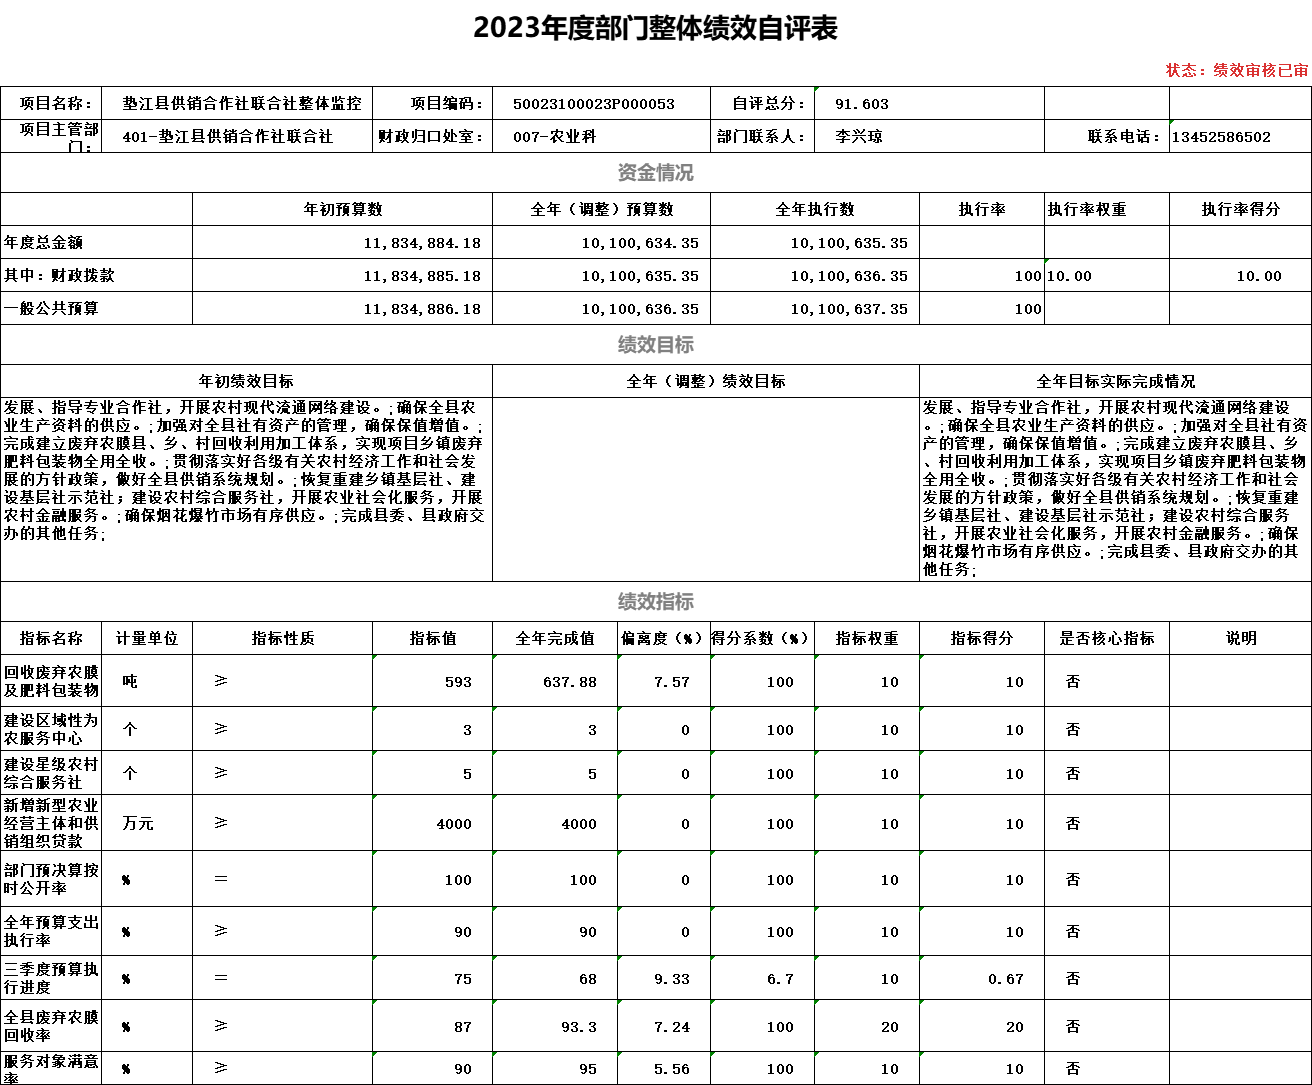 2023年度部门整体绩效自评表
状态：绩效审核已审
项目名称： 垫江县供销合作社联合社整体监控 项目编码： 50023100023P000053 自评总分： 91.603
项目主管部门： 401-垫江县供销合作社联合社 财政归口处室： 007-农业科 部门联系人： 李兴琼 联系电话： 13452586502
资金情况
年初预算数 全年（调整）预算数 全年执行数 执行率 执行率权重 执行率得分
年度总金额 11,834,884.18 10,100,634.35 10,100,635.35
其中：财政拨款 11,834,885.18 10,100,635.35 10,100,636.35 100 10.00 10.00
一般公共预算 11,834,886.18 10,100,636.35 10,100,637.35 100
绩效目标
年初绩效目标 全年（调整）绩效目标 全年目标实际完成情况
发展、指导专业合作社，开展农村现代流通网络建设。;确保全县农
业生产资料的供应。;加强对全县社有资产的管理，确保保值增值。;
完成建立废弃农膜县、乡、村回收利用加工体系，实现项目乡镇废弃
肥料包装物全用全收。;贯彻落实好各级有关农村经济工作和社会发
展的方针政策，做好全县供销系统规划。;恢复重建乡镇基层社、建
设基层社示范社；建设农村综合服务社，开展农业社会化服务，开展
农村金融服务。;确保烟花爆竹市场有序供应。;完成县委、县政府交
办的其他任务;
发展、指导专业合作社，开展农村现代流通网络建设
。;确保全县农业生产资料的供应。;加强对全县社有资
产的管理，确保保值增值。;完成建立废弃农膜县、乡
、村回收利用加工体系，实现项目乡镇废弃肥料包装物
全用全收。;贯彻落实好各级有关农村经济工作和社会
发展的方针政策，做好全县供销系统规划。;恢复重建
乡镇基层社、建设基层社示范社；建设农村综合服务
社，开展农业社会化服务，开展农村金融服务。;确保
烟花爆竹市场有序供应。;完成县委、县政府交办的其
他任务;
绩效指标
指标名称 计量单位 指标性质 指标值 全年完成值 偏离度（%） 得分系数（%） 指标权重 指标得分 是否核心指标 说明
回收废弃农膜
及肥料包装物 吨 ≥ 593 637.88 7.57 100 10 10 否
建设区域性为
农服务中心 个 ≥ 3 3 0 100 10 10 否
建设星级农村
综合服务社 个 ≥ 5 5 0 100 10 10 否
新增新型农业
经营主体和供
销组织贷款 万元 ≥ 4000 4000 0 100 10 10 否
部门预决算按
时公开率 % ＝ 100 100 0 100 10 10 否
全年预算支出
执行率 % ≥ 90 90 0 100 10 10 否
三季度预算执
行进度 % ＝ 75 68 9.33 6.7 10 0.67 否
全县废弃农膜
回收率 % ≥ 87 93.3 7.24 100 20 20 否
服务对象满意
率 % ≥ 90 95 5.56 100 10 10 否